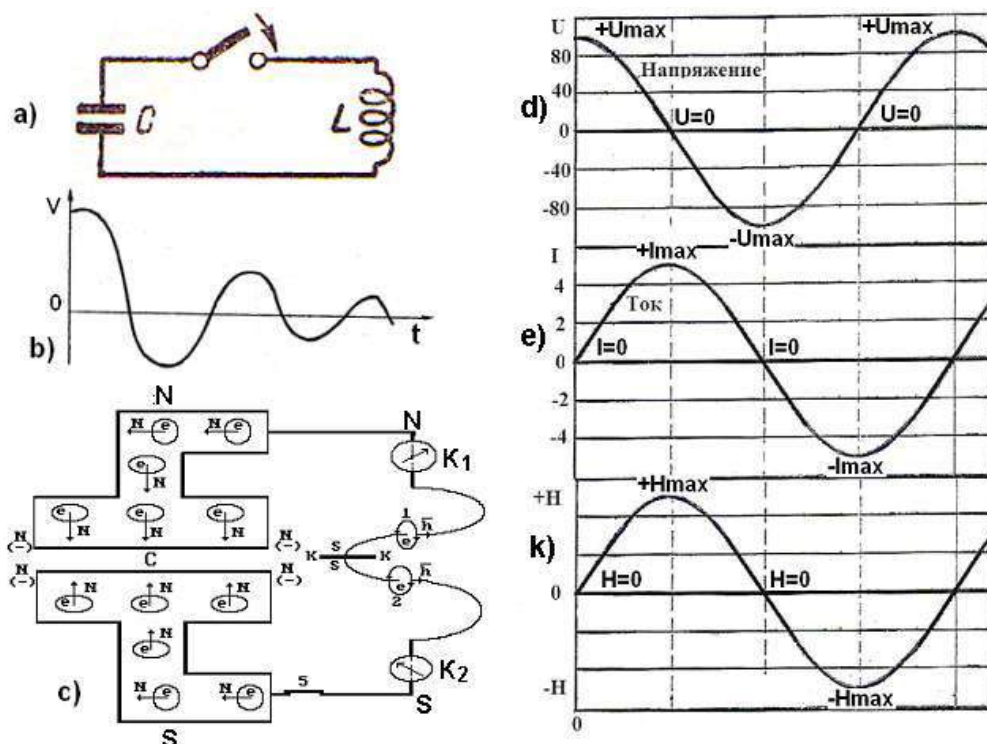 a)
C
L
V
0
t
b)
N
N
e
N
e
e
N
e
N
e
N
e
N
N
(-)
N
(-)
C
N
(-)
N
(-)
e
N
e
N
e
N
e
N
N
e
N
e
S
c)
5
N
K1
1
e
h
K
S
K
S
e
h
2
K2
S
d)
U
+Umax
+Umax
80
Напряжение
40
U=0
U=0
0
-40
-80
-Umax
e)
I
+Imax
4
Ток
2
I=0
I=0
0
-2
-4
-Imax
k)
+H
+Hmax
H=0
H=0
0
-H
-Hmax
0